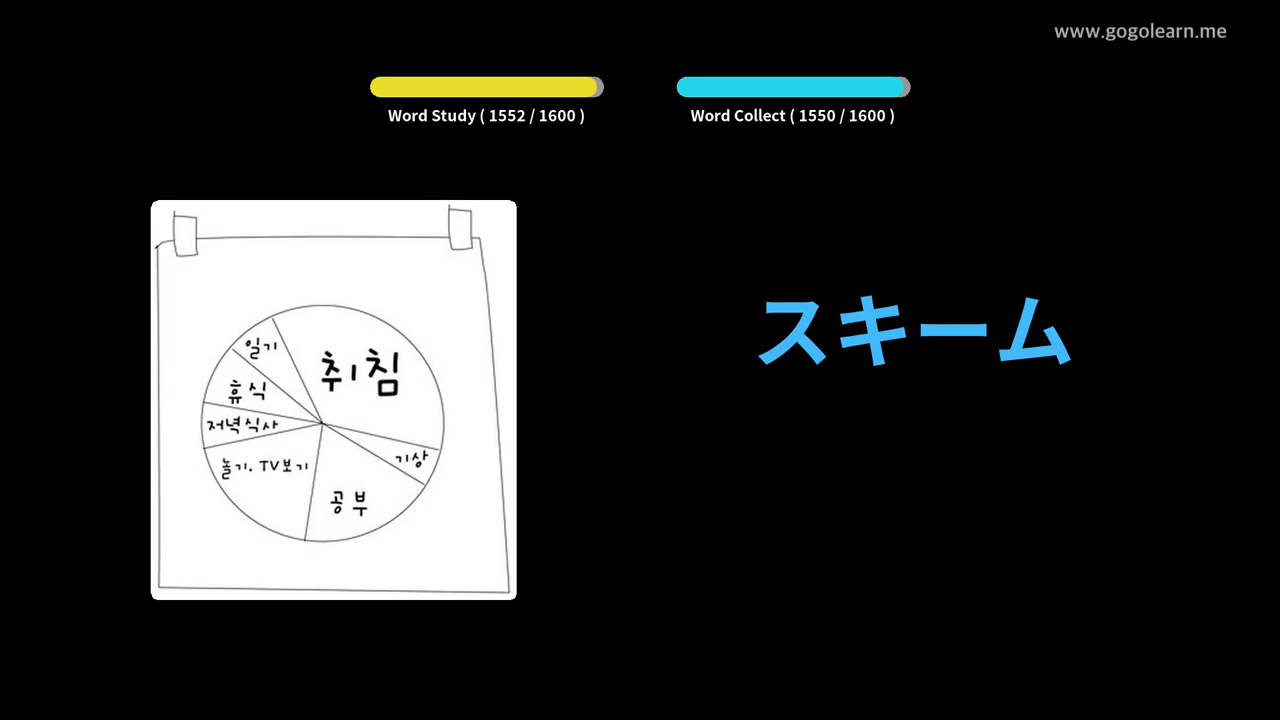 www.gogolearn.me
Word Study ( 1552 / 1600 )
Word Collect ( 1550 / 1600 )
スキーム
일기
취침
휴식
저녁식사
놀기. TV보기
기상
공부